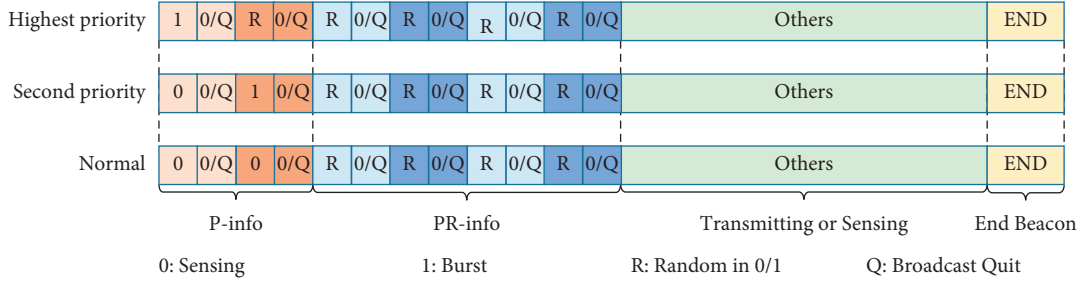 Highest priority 1 0/Q R 0/Q R 0/Q R 0/Q R 0/Q R 0/Q Others END
Second priority 0 0/Q 1 0/Q R 0/Q R 0/Q R 0/Q R 0/Q Others END
Normal 0 0/Q 0 0/Q R 0/Q R 0/Q R 0/Q R 0/Q Others END
P-info PR-info Transmitting or Sensing End Beacon
0: Sensing 1: Burst R: Random in 0/1 Q: Broadcast Quit